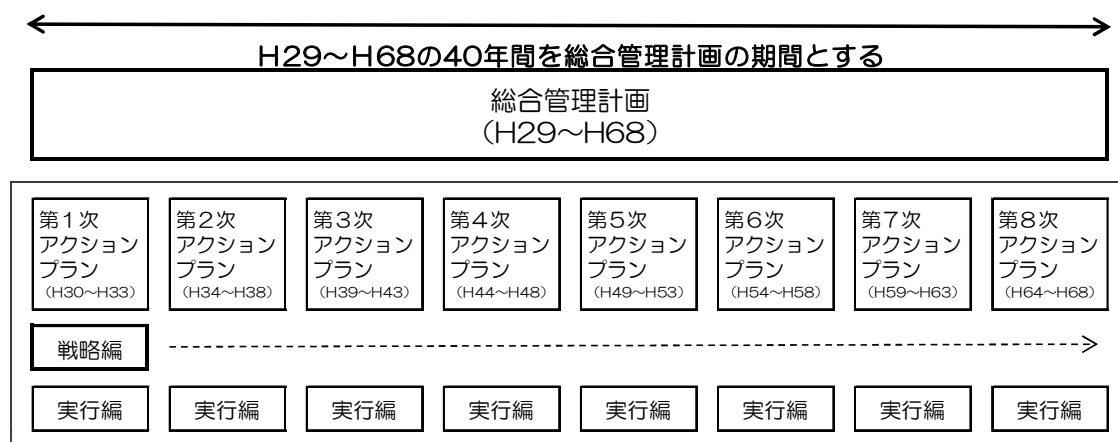 H29～H68の40年間を総合管理計画の期間とする
総合管理計画
（H29～H68）
第1次
アクション
プラン
（H30～H33）
第2次
アクション
プラン
（H34～H38）
第3次
アクション
プラン
（H39～H43）
第4次
アクション
プラン
（H44～H48）
第5次
アクション
プラン
（H49～H53）
第6次
アクション
プラン
（H54～H58）
第7次
アクション
プラン
（H59～H63）
第8次
アクション
プラン
（H64～H68）
戦略編
実行編
実行編
実行編
実行編
実行編
実行編
実行編
実行編